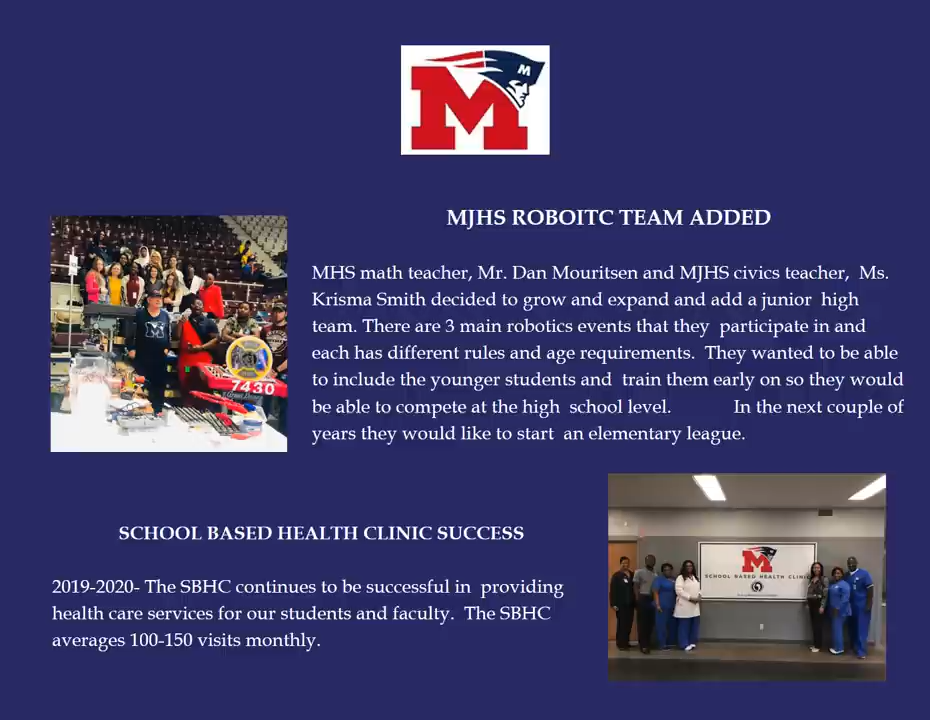 M
M
MJHS ROBOITC TEAM ADDED
MHS math teacher, Mr. Dan Mouritsen and MJHS civics teacher, Ms.
Krisma Smith decided to grow and expand and add a junior high
team. There are 3 main robotics events that they participate in and
each has different rules and age requirements. They wanted to be able
to include the younger students and train them early on so they would
be able to compete at the high school level. In the next couple of
years they would like to start an elementary league.
M
7430
M
SCHOOL BASED HEALTH CLINIC
SCHOOL BASED HEALTH CLINIC SUCCESS
2019-2020- The SBHC continues to be successful in providing
health care services for our students and faculty. The SBHC
averages 100-150 visits monthly.